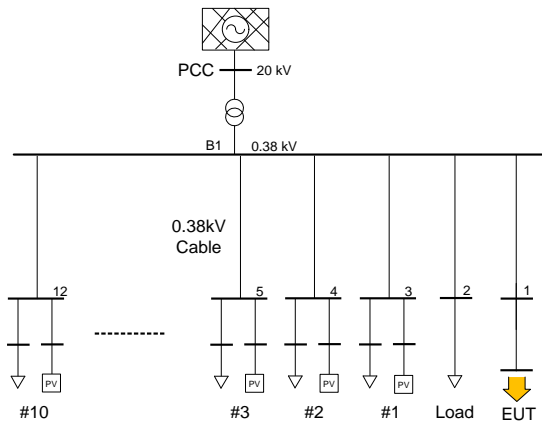 PCC
20 kV
B1
0.38 kV
0.38kV
Cable
12
5
4
3
2
1
PV
PV
PV
PV
#10
#3
#2
#1
Load
EUT